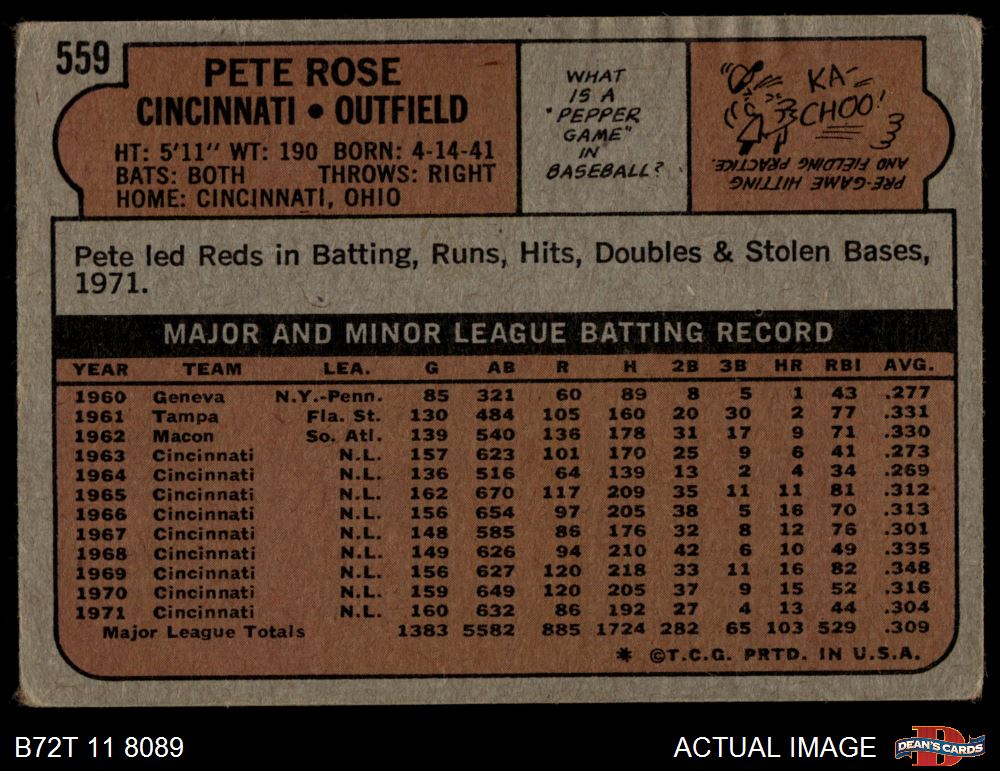 559
PETE ROSE
CINCINNATI • OUTFIELD
HT: 5'11" WT: 190 BORN: 4-14-41
BATS: BOTH THROWS: RIGHT
HOME: CINCINNATI, OHIO
WHAT
IS A
"PEPPER
GAME"
IN
BASEBALL?
KA-
CHOO!
PRE-GAME HITTING
AND FIELDING PRACTICE.
Pete led Reds in Batting, Runs, Hits, Doubles & Stolen Bases,
1971.
MAJOR AND MINOR LEAGUE BATTING RECORD
YEAR TEAM LEA. G AB R H 2B 3B HR RBI AVG.
1960 Geneva N.Y.-Penn. 85 321 60 89 8 5 1 43 .277
1961 Tampa Fla. St. 130 484 105 160 20 30 2 77 .331
1962 Macon So. Atl. 139 540 136 178 31 17 9 71 .330
1963 Cincinnati N.L. 157 623 101 170 25 9 6 41 .273
1964 Cincinnati N.L. 136 516 64 139 13 2 4 34 .269
1965 Cincinnati N.L. 162 670 117 209 35 11 11 81 .312
1966 Cincinnati N.L. 156 654 97 205 38 5 16 70 .313
1967 Cincinnati N.L. 148 585 86 176 32 8 12 76 .301
1968 Cincinnati N.L. 149 626 94 210 42 6 10 49 .335
1969 Cincinnati N.L. 156 627 120 218 33 11 16 82 .348
1970 Cincinnati N.L. 159 649 120 205 37 9 15 52 .316
1971 Cincinnati N.L. 160 632 86 192 27 4 13 44 .304
Major League Totals 1383 5582 885 1724 282 65 103 529 .309
* ©T.C.G. PRTD. IN U.S.A.
B72T 11 8089
ACTUAL IMAGE
DEAN'S CARDS